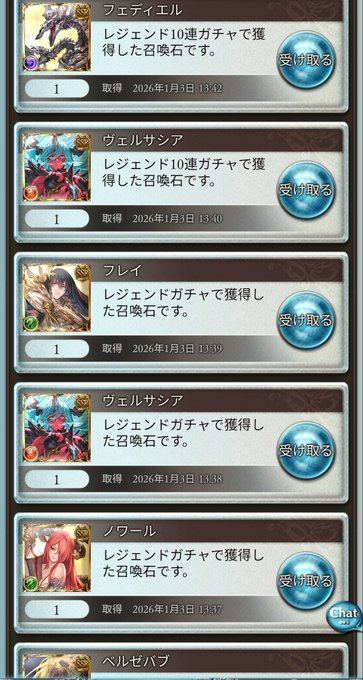 フェディエル
レジェンド10連ガチャで獲
得した召喚石です。
受け取る
1
取得 2026年1月3日 13:42
ヴェルサシア
レジェンド10連ガチャで獲
得した召喚石です。
受け取る
1
取得 2026年1月3日 13:40
フレイ
レジェンドガチャで獲得し
た召喚石です。
受け取る
1
取得 2026年1月3日 13:39
ヴェルサシア
レジェンドガチャで獲得し
た召喚石です。
受け取る
1
取得 2026年1月3日 13:38
ノワール
レジェンドガチャで獲得し
た召喚石です。
受け取る
1
取得 2026年1月3日 13:37
Chat
ベルゼバブ